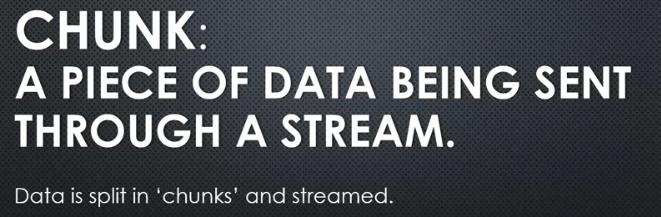 CHUNK:
A PIECE OF DATA BEING SENT
THROUGH A STREAM.
Data is split in ‘chunks’ and streamed.